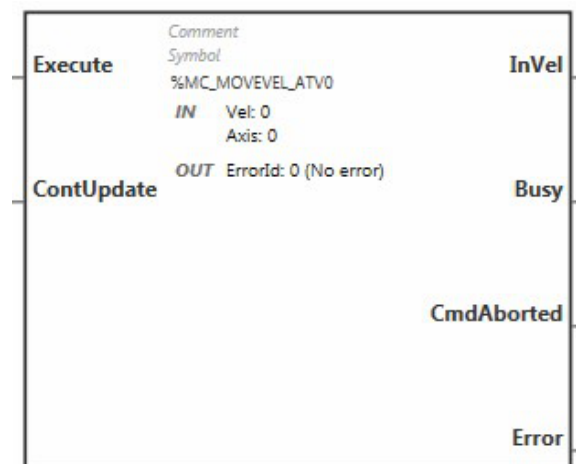 Comment
Symbol
Execute
InVel
%MC_MOVEVEL_ATV0
IN Vel: 0
Axis: 0
OUT ErrorId: 0 (No error)
ContUpdate
Busy
CmdAborted
Error